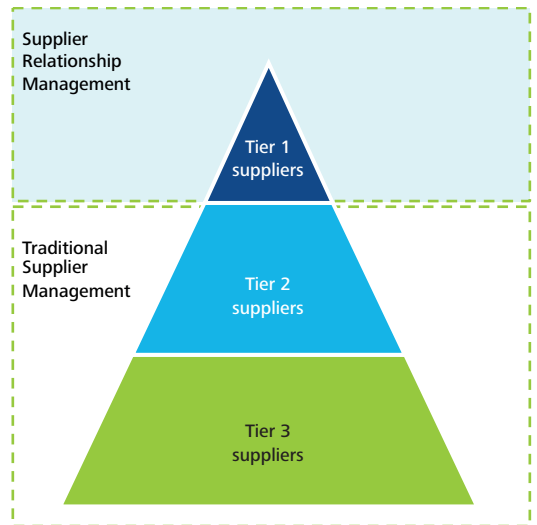 Supplier
Relationship
Management
Tier 1
suppliers
Traditional
Supplier
Management
Tier 2
suppliers
Tier 3
suppliers